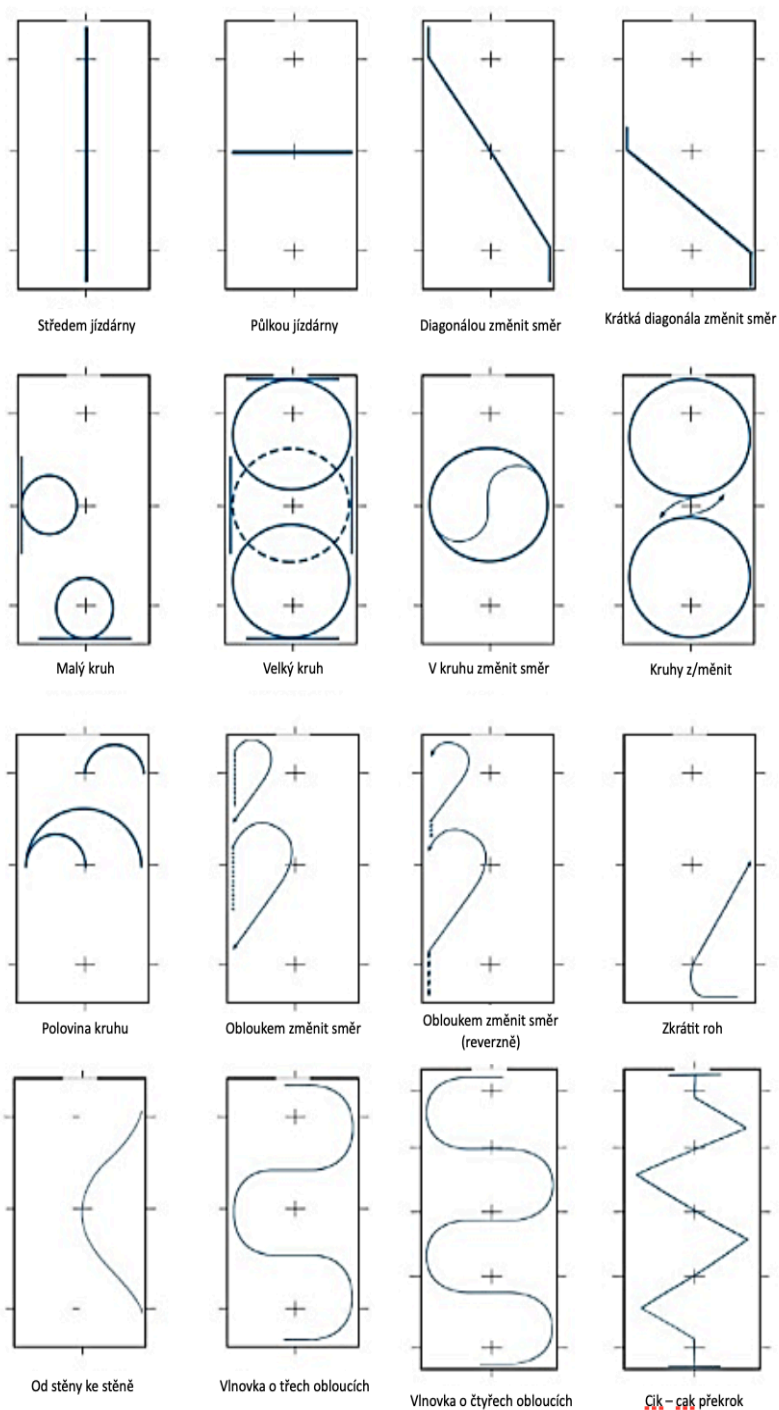 Středem jízdárny
Půlkou jízdárny
Diagonálou změnit směr
Krátká diagonála změnit směr
Malý kruh
Velký kruh
V kruhu změnit směr
Kruhy z/měnit
Polovina kruhu
Obloukem změnit směr
Obloukem změnit směr
(reverzně)
Zkrátit roh
Od stěny ke stěně
Vlnovka o třech obloucích
Vlnovka o čtyřech obloucích
Cik – cak překrok